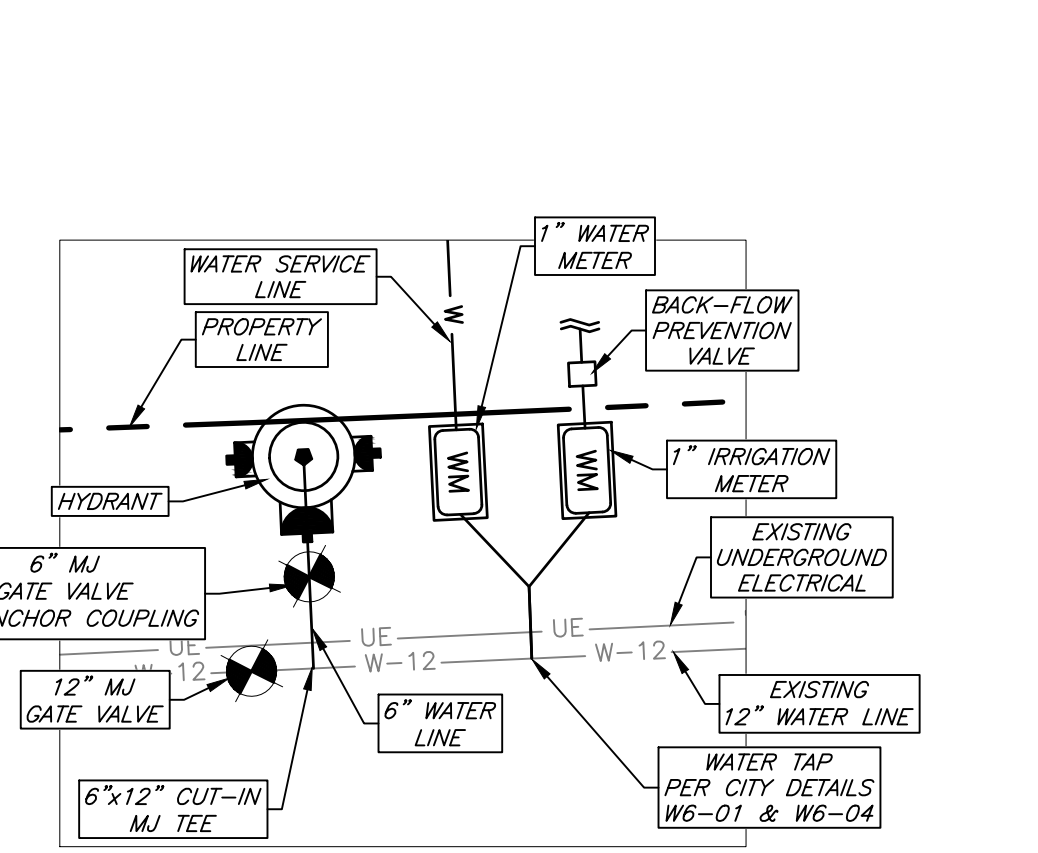 1" WATER
METER
WATER SERVICE
LINE
W
BACK-FLOW
PREVENTION
VALVE
PROPERTY
LINE
WM
WM
1" IRRIGATION
METER
HYDRANT
EXISTING
UNDERGROUND
ELECTRICAL
6" MJ
GATE VALVE
NCHOR COUPLING
UE
UE
UE
W-12
W-12
W-12
12" MJ
GATE VALVE
6" WATER
LINE
EXISTING
12" WATER LINE
WATER TAP
PER CITY DETAILS
W6-01 & W6-04
6"x12" CUT-IN
MJ TEE